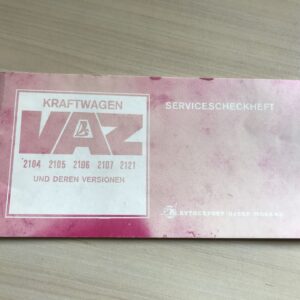 KRAFTWAGEN
VAZ
2104 2105 2106 2107 2121
UND DEREN VERSIONEN
SERVICESCHECKHEFT